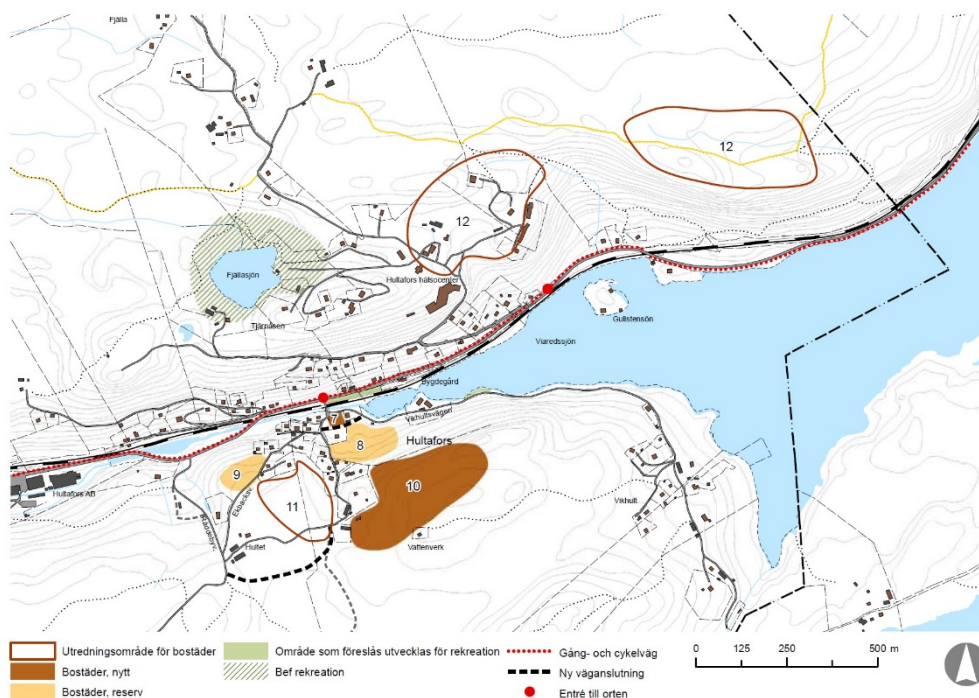 Fjälla
12
12
Fjällasjön
Hultafors hälsocenter
Gullstensön
Tjärnåsen
Viaredssjön
Bygdegård
Vikhultsvägen
7
8
Hultafors
9
10
Hultafors AB
Ekbacksv
11
Vikhult
Räddebyv.
Hultet
Vattenverk
Utredningsområde för bostäder
Område som föreslås utvecklas för rekreation
Gång- och cykelväg
0 125 250 500 m
Bostäder, nytt
Bef rekreation
Ny väganslutning
Bostäder, reserv
Entré till orten